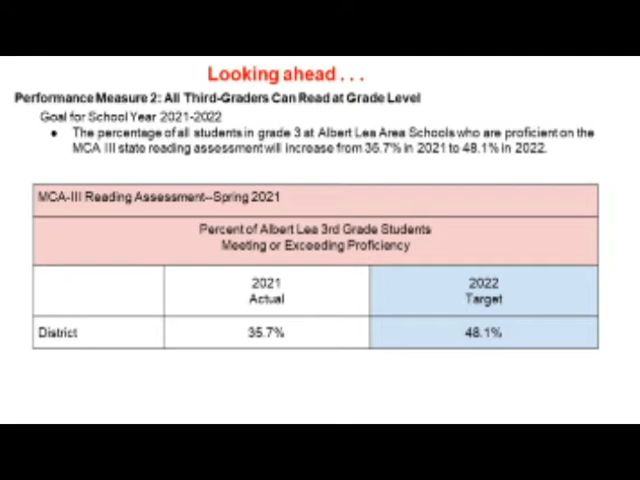 Looking ahead . . .
Performance Measure 2: All Third-Graders Can Read at Grade Level
Goal for School Year 2021-2022
● The percentage of all students in grade 3 at Albert Lea Area Schools who are proficient on the
MCA III state reading assessment will increase from 35.7% in 2021 to 48.1% in 2022.
MCA-III Reading Assessment--Spring 2021
Percent of Albert Lea 3rd Grade Students
Meeting or Exceeding Proficiency
2021
Actual
2022
Target
District
35.7%
48.1%